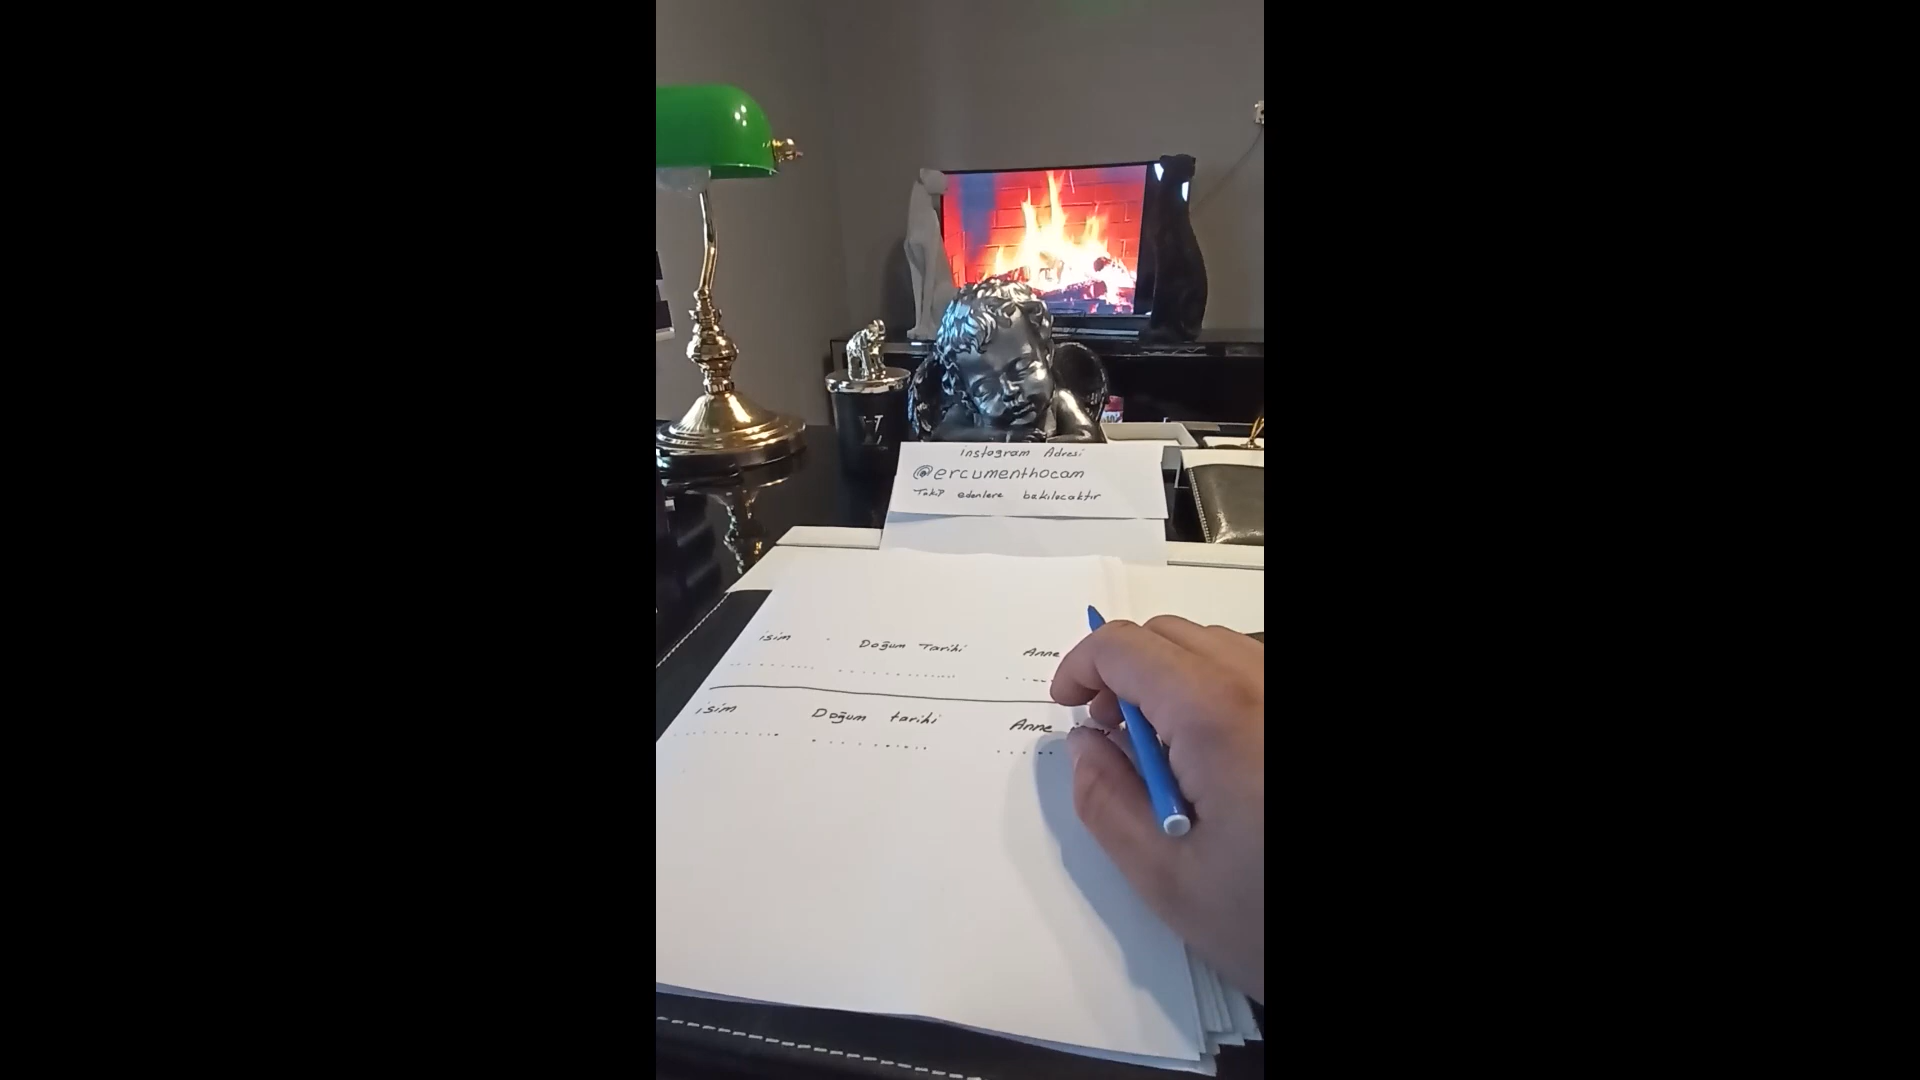 instagram Adresi
@ercumenthocam
Takip edenlere bakılacaktır
isim Doğum Tarihi Anne
isim Doğum tarihi Anne